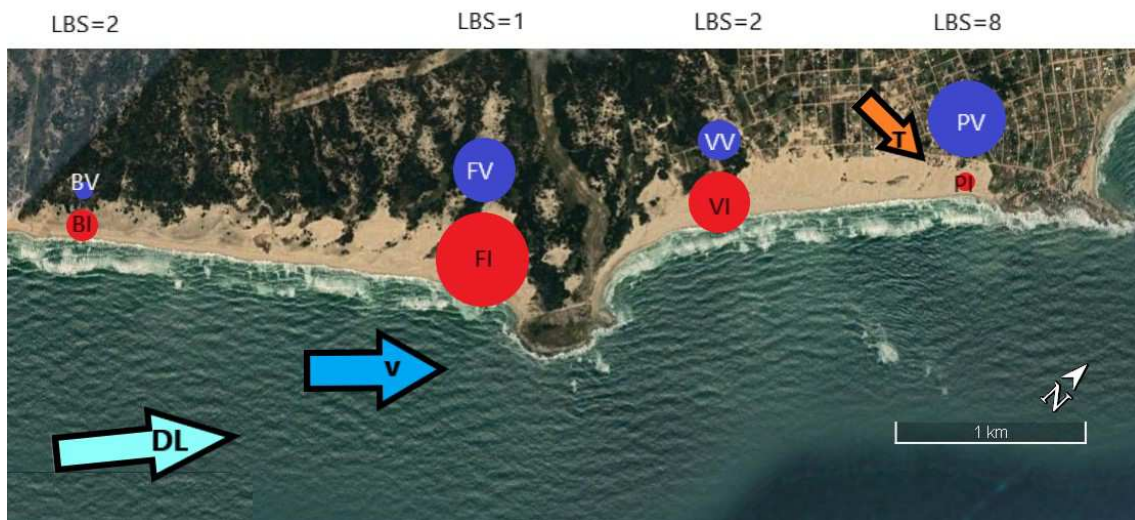 LBS=2 LBS=1 LBS=2 LBS=8
BV FV VV PV
T
BI FI VI PI
V
DL
N
1 km